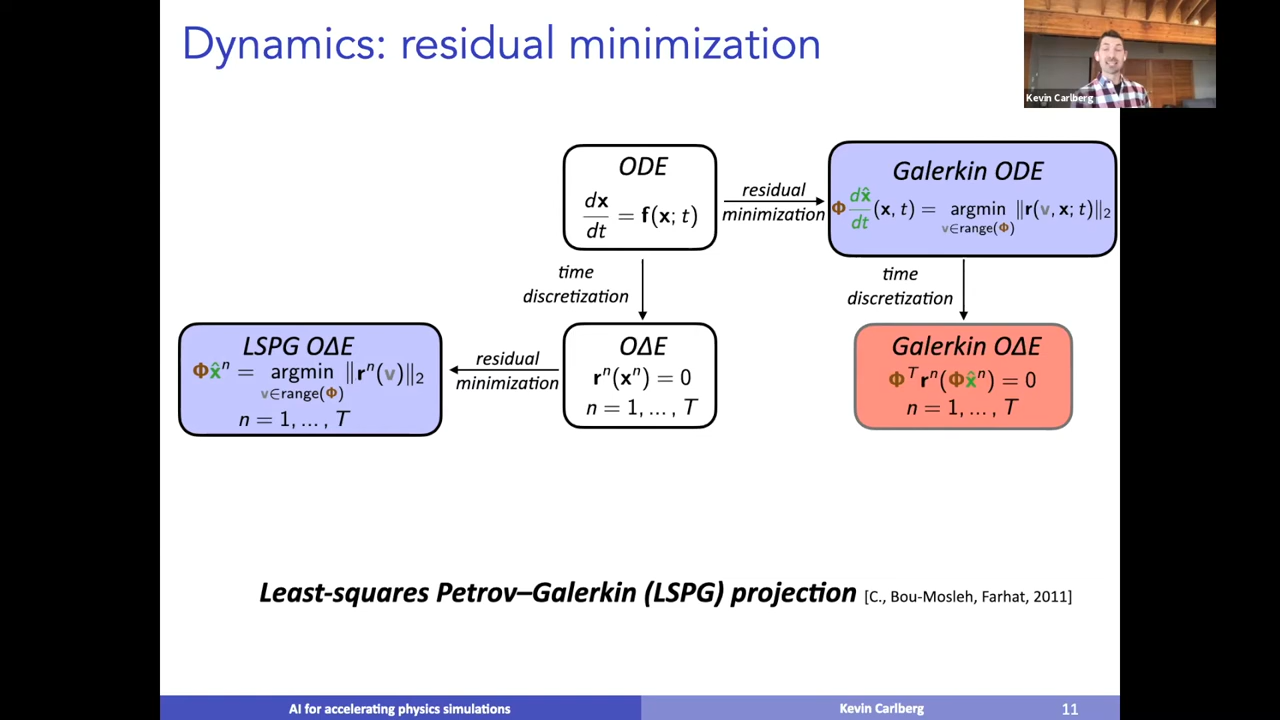 Dynamics: residual minimization
Kevin Carlberg
ODE
dx/dt = f(x; t)
residual
minimization
Galerkin ODE
Φ dx̂/dt (x, t) = argmin ‖r(v, x; t)‖₂
v∈range(Φ)
time
discretization
time
discretization
LSPG OΔE
Φx̂ⁿ = argmin ‖rⁿ(v)‖₂
v∈range(Φ)
n = 1, … , T
residual
minimization
OΔE
rⁿ(xⁿ) = 0
n = 1, … , T
Galerkin OΔE
Φᵀrⁿ(Φx̂ⁿ) = 0
n = 1, … , T
Least-squares Petrov–Galerkin (LSPG) projection [C., Bou-Mosleh, Farhat, 2011]
AI for accelerating physics simulations
Kevin Carlberg
11